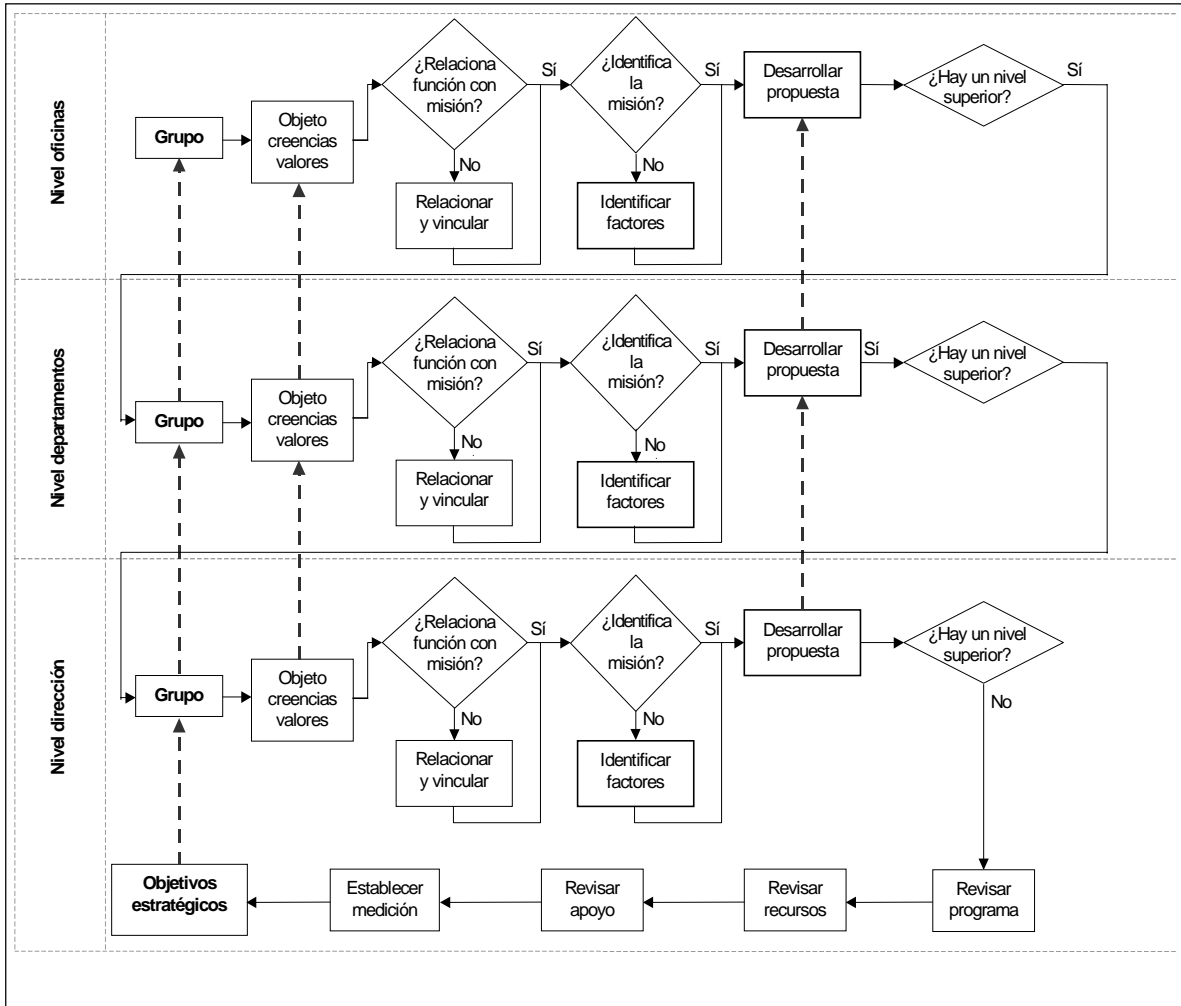 Nivel oficinas
Grupo
Objeto
creencias
valores
¿Relaciona
función con
misión?
Sí
No
Relacionar
y vincular
¿Identifica
la
misión?
Sí
No
Identificar
factores
Desarrollar
propuesta
¿Hay un nivel
superior?
Sí
Nivel departamentos
Grupo
Objeto
creencias
valores
¿Relaciona
función con
misión?
Sí
No
Relacionar
y vincular
¿Identifica
la
misión?
Sí
No
Identificar
factores
Desarrollar
propuesta
Sí
¿Hay un nivel
superior?
Nivel dirección
Grupo
Objeto
creencias
valores
¿Relaciona
función con
misión?
Sí
No
Relacionar
y vincular
¿Identifica
la
misión?
Sí
No
Identificar
factores
Desarrollar
propuesta
¿Hay un nivel
superior?
No
Objetivos
estratégicos
Establecer
medición
Revisar
apoyo
Revisar
recursos
Revisar
programa